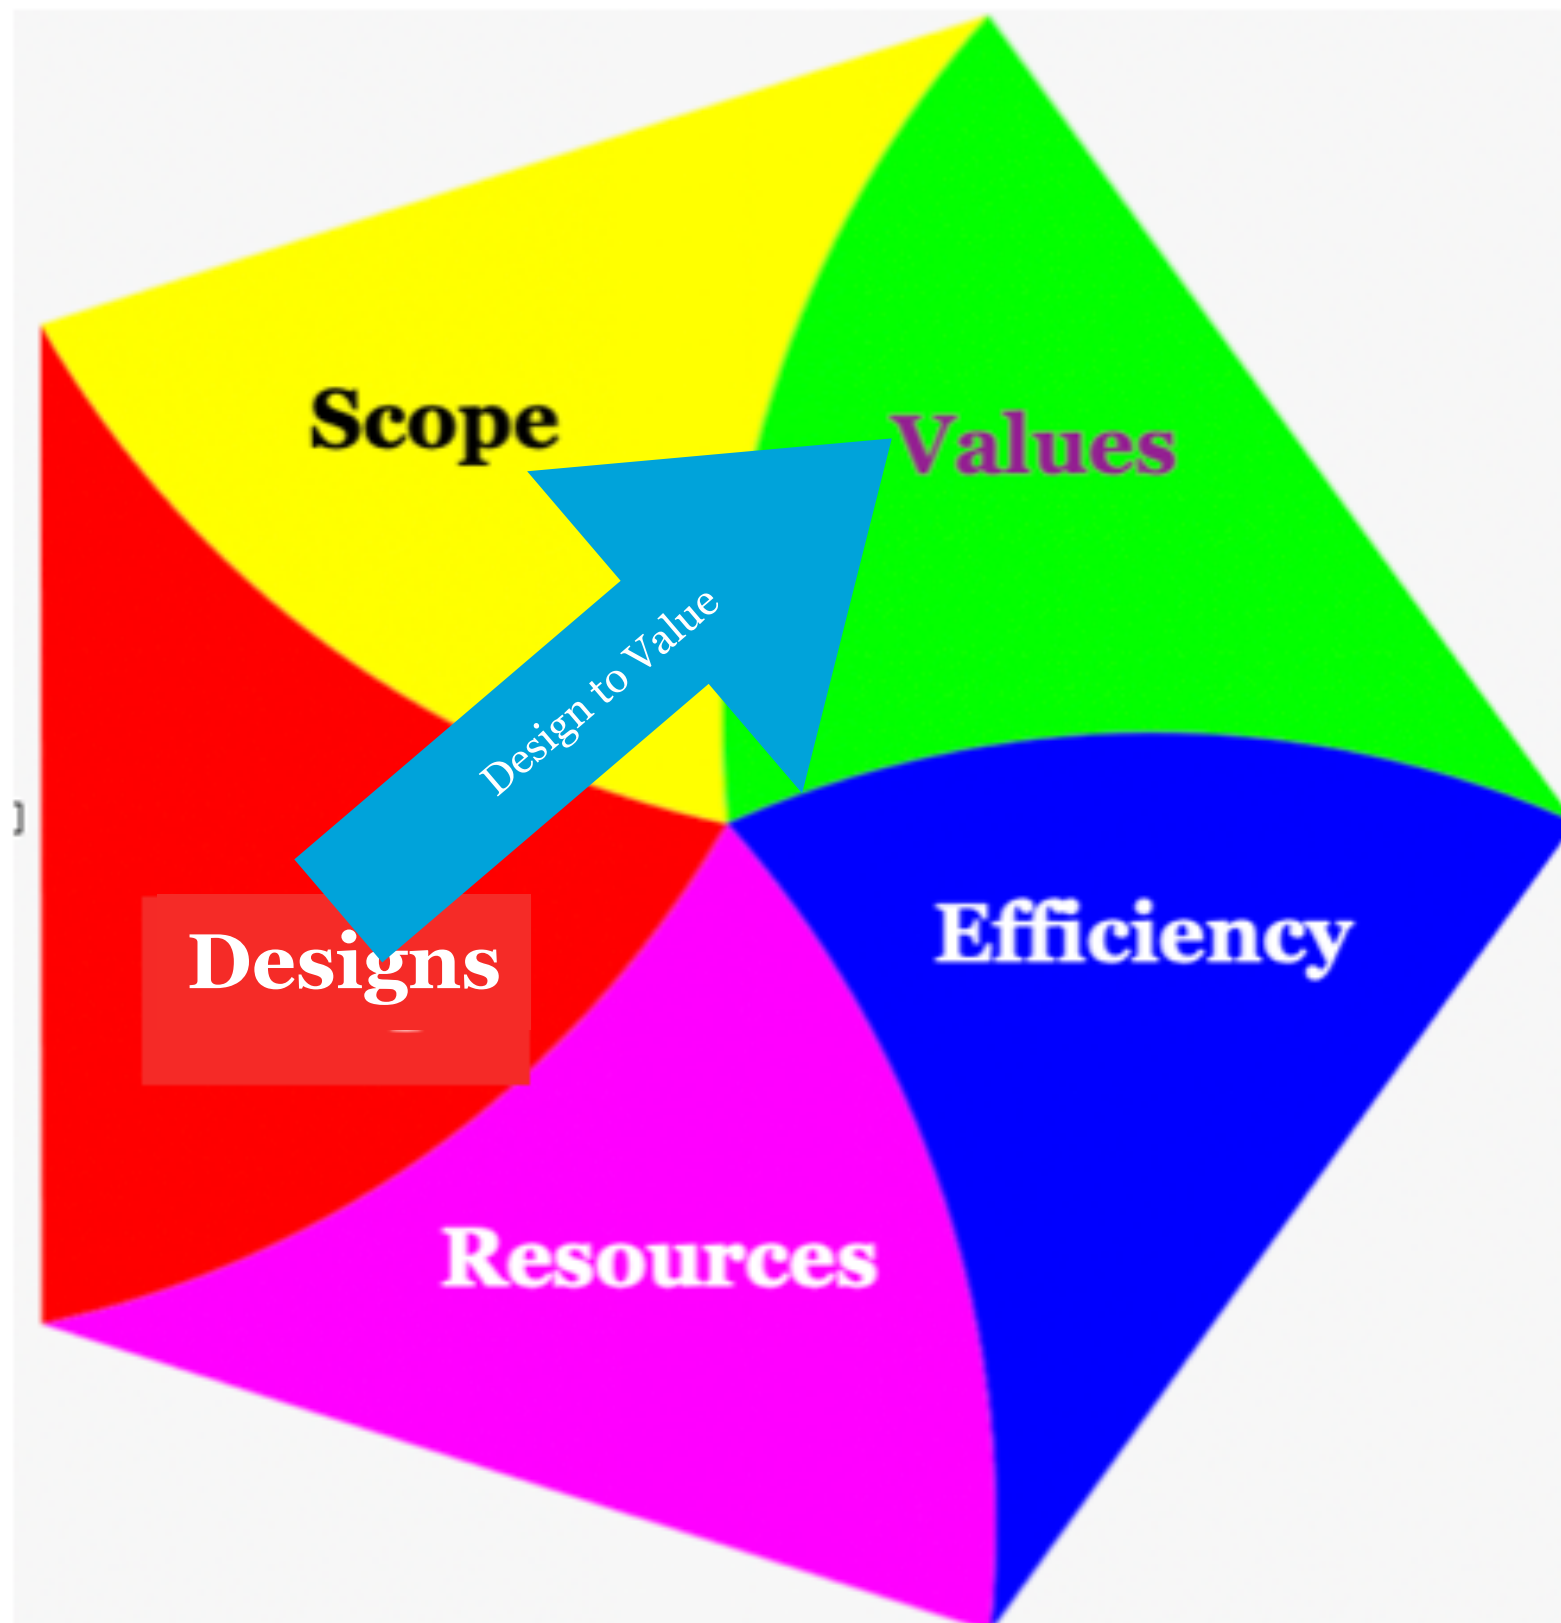 Scope
Values
Design to Value
Designs
Efficiency
Resources